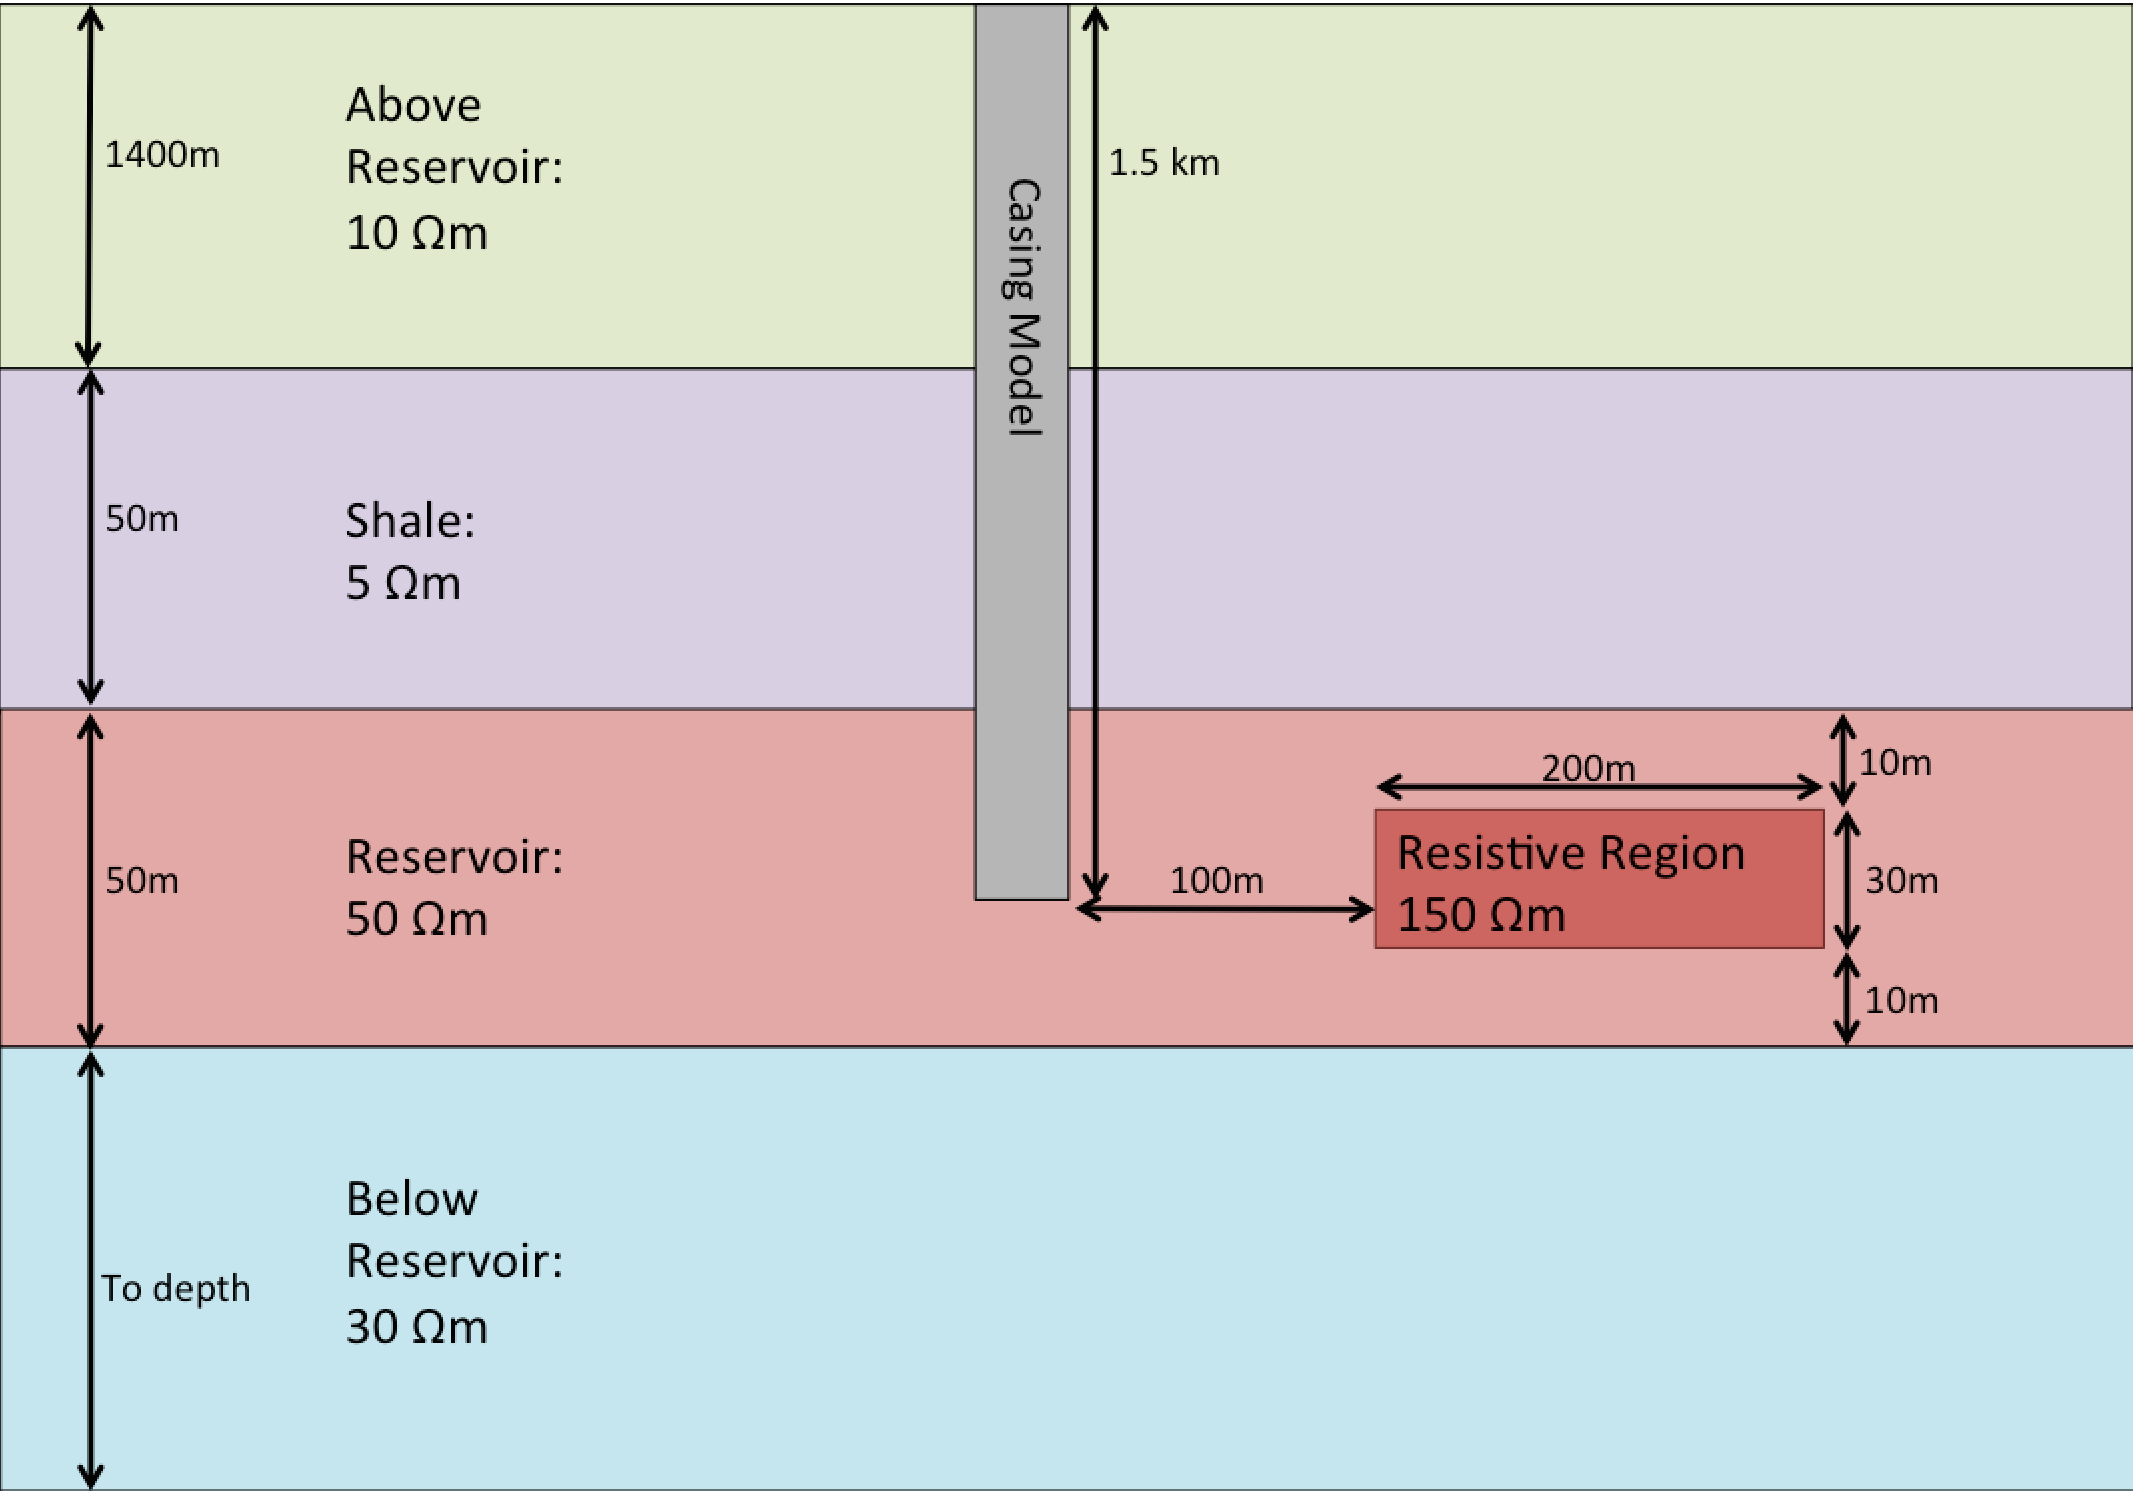 Above
Reservoir:
10 Ωm
1400m
Casing Model
1.5 km
Shale:
5 Ωm
50m
Reservoir:
50 Ωm
50m
100m
200m
Resistive Region
150 Ωm
10m
30m
10m
Below
Reservoir:
30 Ωm
To depth